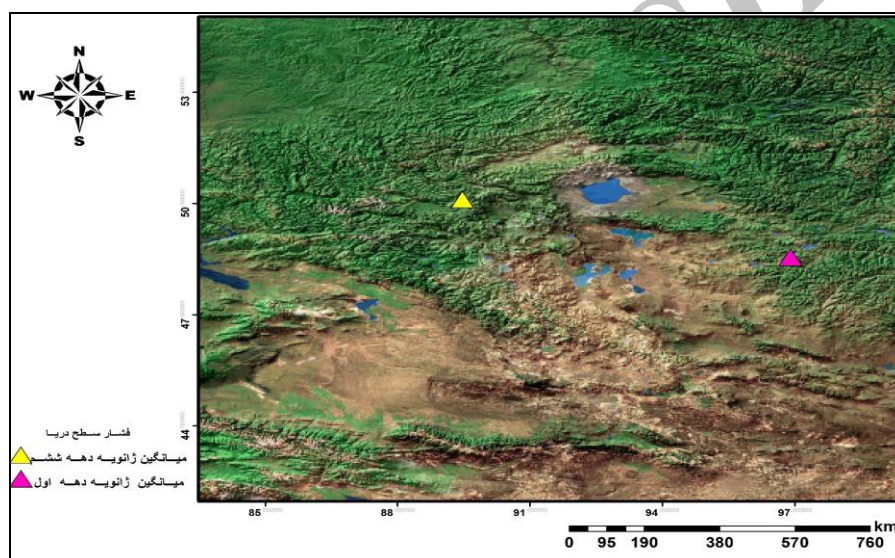 N
W E
S
53
50
47
44
85 88 91 94 97
فشار سطح دریا
میانگین ژانویه دهه ششم
میانگین ژانویه دهه اول
km
0 95 190 380 570 760